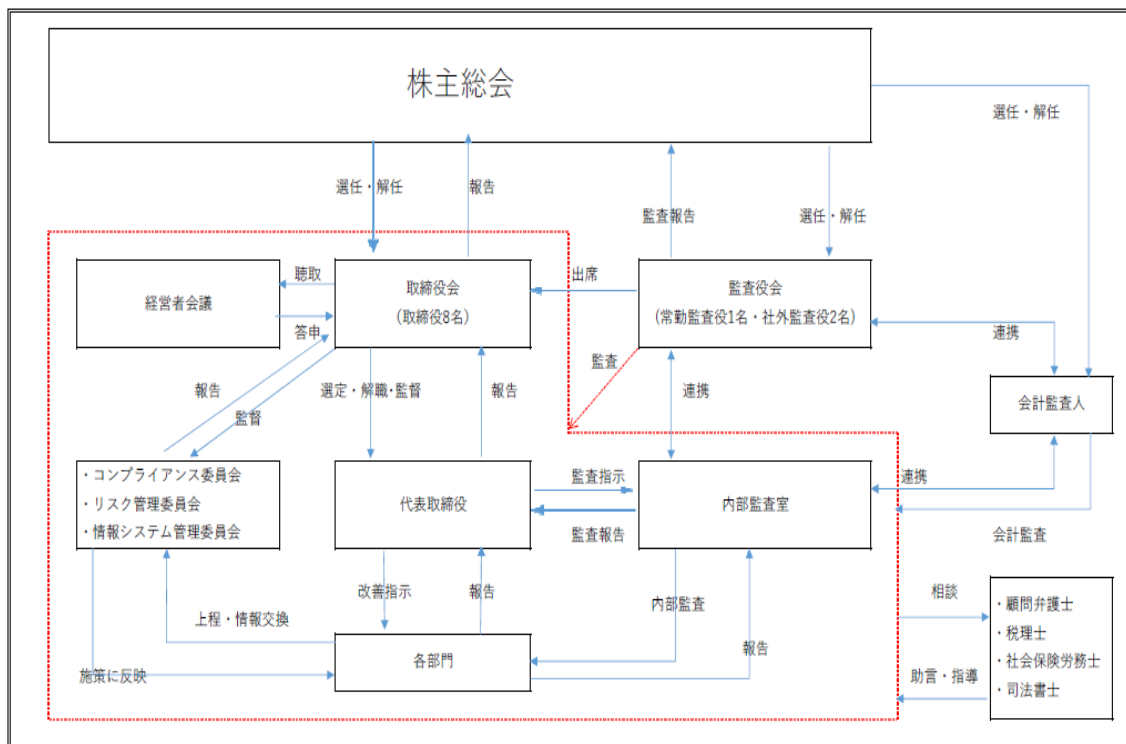 株主総会
選任・解任
選任・解任
報告
監査報告
選任・解任
経営者会議
聴取
答申
取締役会
(取締役8名)
出席
監査役会
(常勤監査役1名・社外監査役2名)
連携
報告
監督
選定・解職・監督
報告
監査
連携
会計監査人
・コンプライアンス委員会
・リスク管理委員会
・情報システム管理委員会
代表取締役
監査指示
監査報告
内部監査室
連携
会計監査
改善指示
報告
内部監査
相談
上程・情報交換
各部門
報告
施策に反映
助言・指導
・顧問弁護士
・税理士
・社会保険労務士
・司法書士